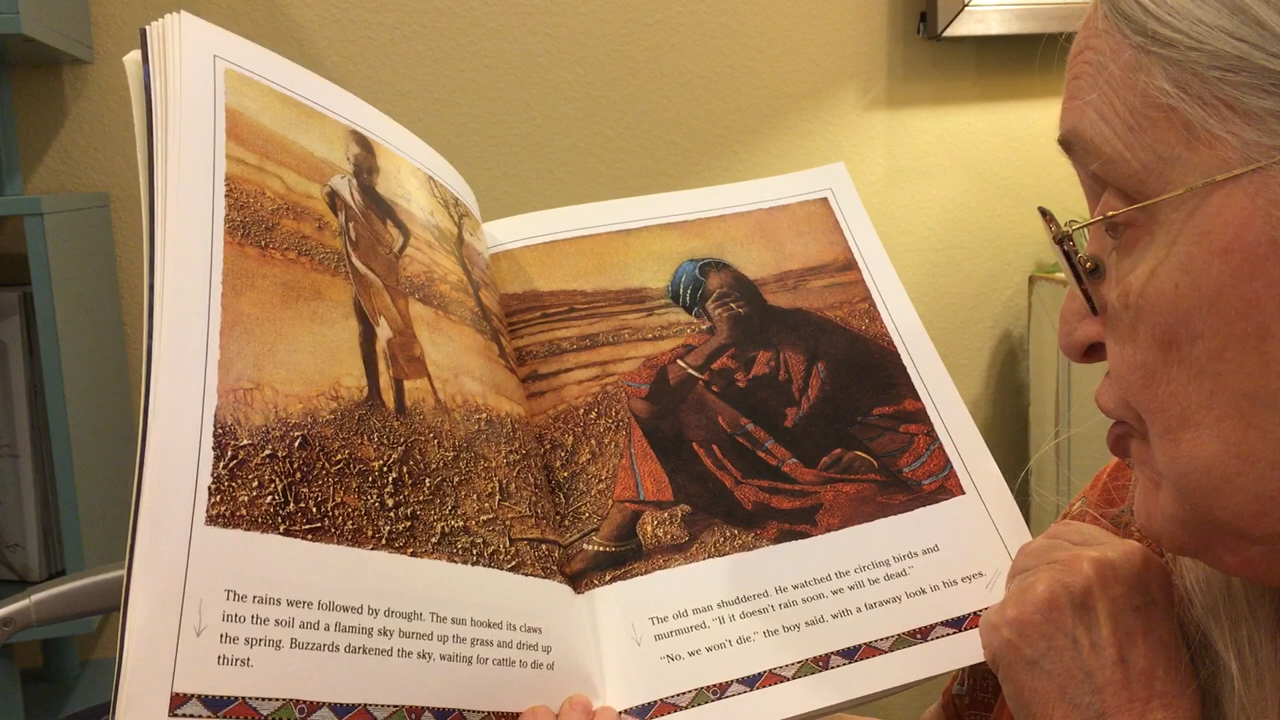 The rains were followed by drought. The sun hooked its claws
into the soil and a flaming sky burned up the grass and dried up
the spring. Buzzards darkened the sky, waiting for cattle to die of
thirst.
The old man shuddered. He watched the circling birds and
murmured, "If it doesn't rain soon, we will be dead."
"No, we won't die," the boy said, with a faraway look in his eyes.